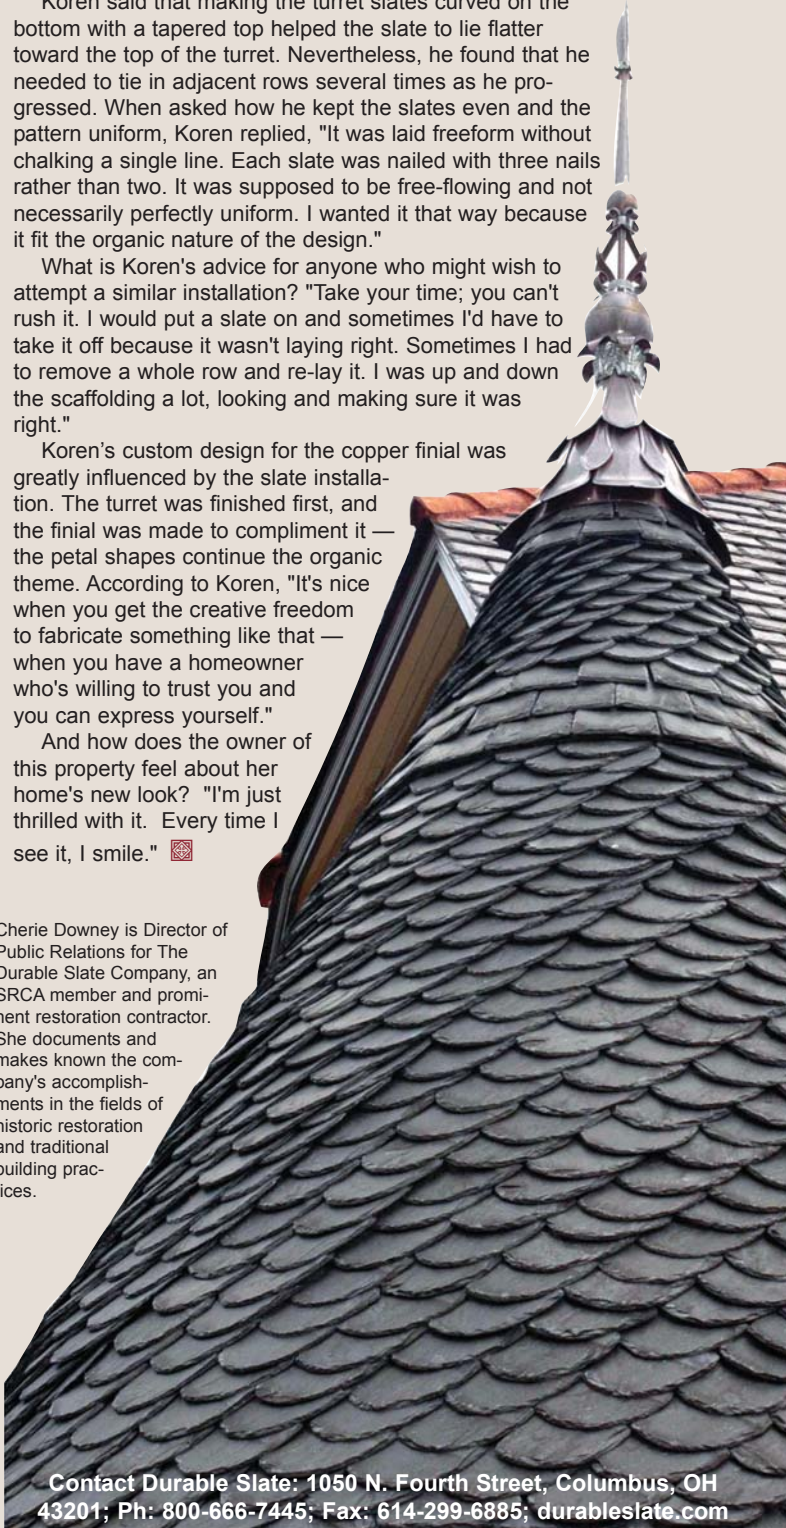 Koren said that making the turret slates curved on the
bottom with a tapered top helped the slate to lie flatter
toward the top of the turret. Nevertheless, he found that he
needed to tie in adjacent rows several times as he pro-
gressed. When asked how he kept the slates even and the
pattern uniform, Koren replied, "It was laid freeform without
chalking a single line. Each slate was nailed with three nails
rather than two. It was supposed to be free-flowing and not
necessarily perfectly uniform. I wanted it that way because
it fit the organic nature of the design."
What is Koren's advice for anyone who might wish to
attempt a similar installation? "Take your time; you can't
rush it. I would put a slate on and sometimes I'd have to
take it off because it wasn't laying right. Sometimes I had
to remove a whole row and re-lay it. I was up and down
the scaffolding a lot, looking and making sure it was
right."
Koren’s custom design for the copper finial was
greatly influenced by the slate installa-
tion. The turret was finished first, and
the finial was made to compliment it —
the petal shapes continue the organic
theme. According to Koren, "It's nice
when you get the creative freedom
to fabricate something like that —
when you have a homeowner
who's willing to trust you and
you can express yourself."
And how does the owner of
this property feel about her
home's new look? "I'm just
thrilled with it. Every time I
see it, I smile."
Cherie Downey is Director of
Public Relations for The
Durable Slate Company, an
SRCA member and promi-
nent restoration contractor.
She documents and
makes known the com-
pany's accomplish-
ments in the fields of
historic restoration
and traditional
building prac-
tices.
Contact Durable Slate: 1050 N. Fourth Street, Columbus, OH
43201; Ph: 800-666-7445; Fax: 614-299-6885; durableslate.com